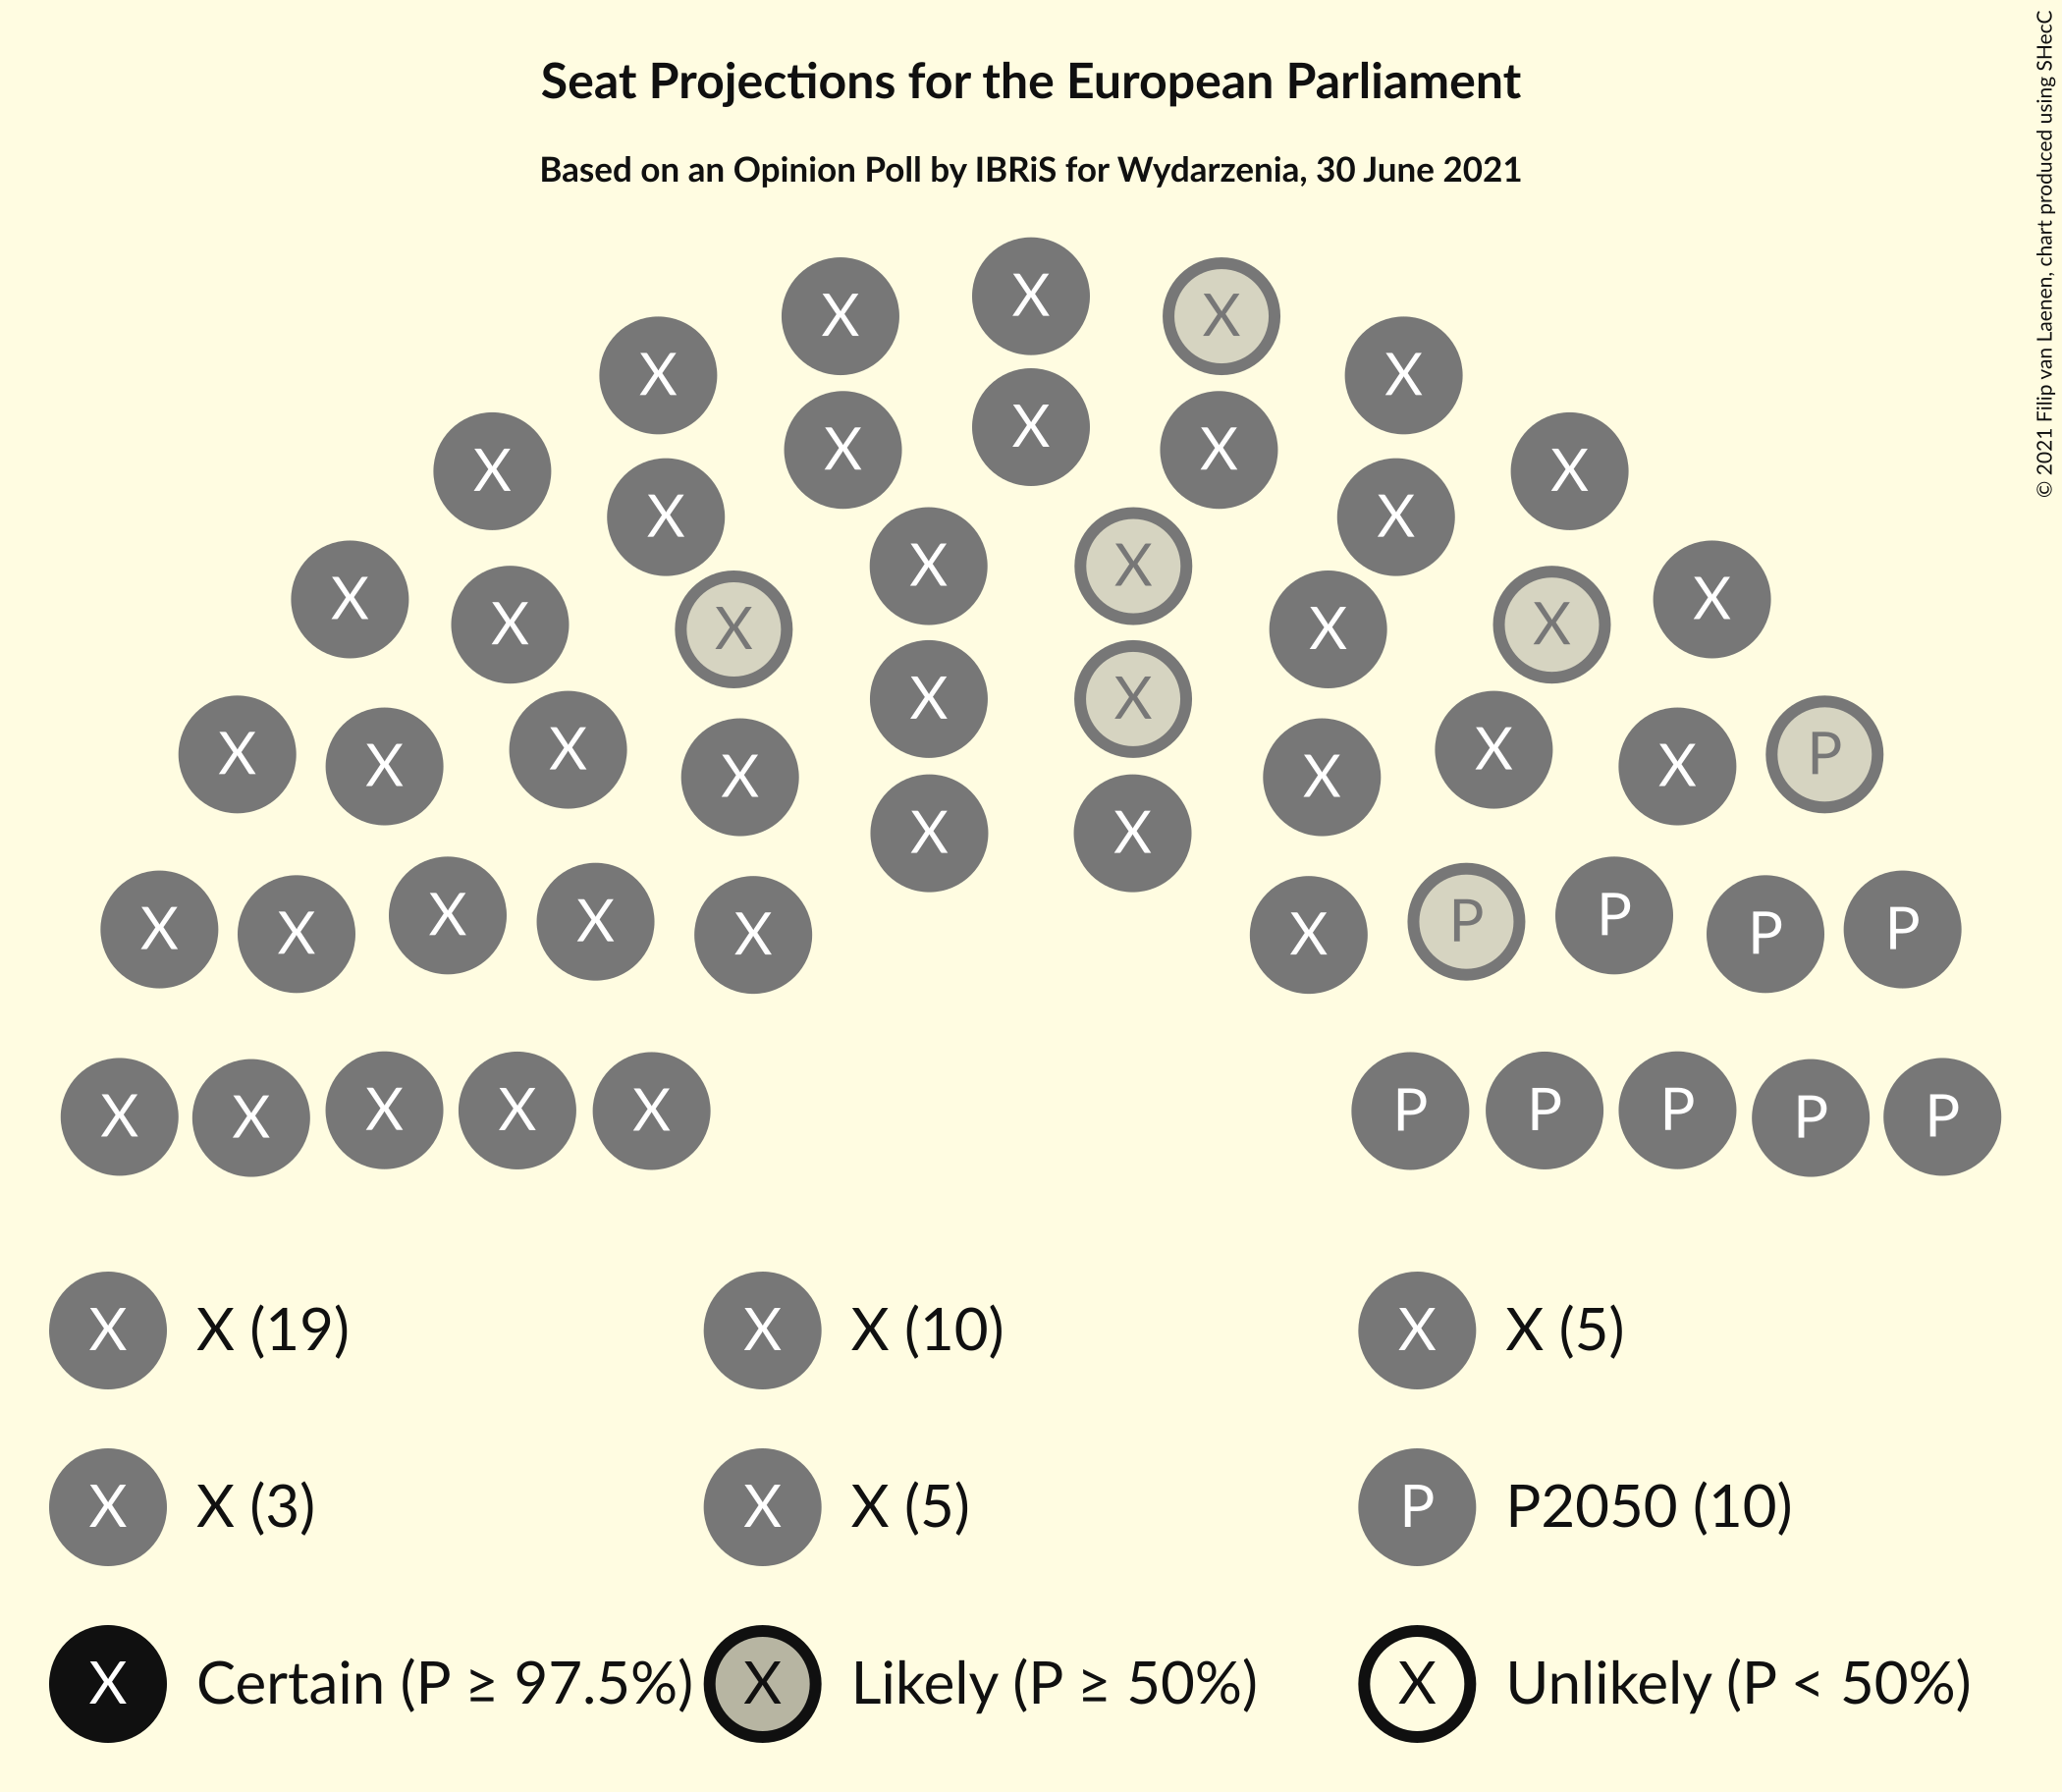 © 2021 Filip van Laenen, chart produced using SHecC
Seat Projections for the European Parliament
Based on an Opinion Poll by IBRiS for Wydarzenia, 30 June 2021
X X X
X X
X X X
X X
X X
X X
X X X X X X
X X
X X X X X X X P
X X
X X X X X X P P P P
X X X X X P P P P P
X X (19) X X (10) X X (5)
X X (3) X X (5) P P2050 (10)
X Certain (P ≥ 97.5%) X Likely (P ≥ 50%) X Unlikely (P < 50%)